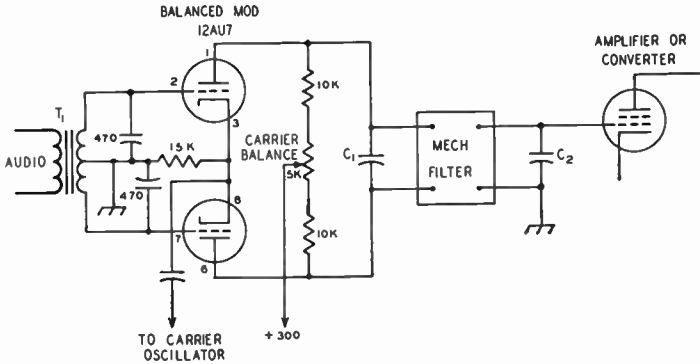 BALANCED MOD
12AU7
AMPLIFIER OR
CONVERTER
1
2
3
T1
470
15K
AUDIO
470
10K
CARRIER
BALANCE
5K
10K
C1
MECH
FILTER
C2
8
7
6
+300
TO CARRIER
OSCILLATOR